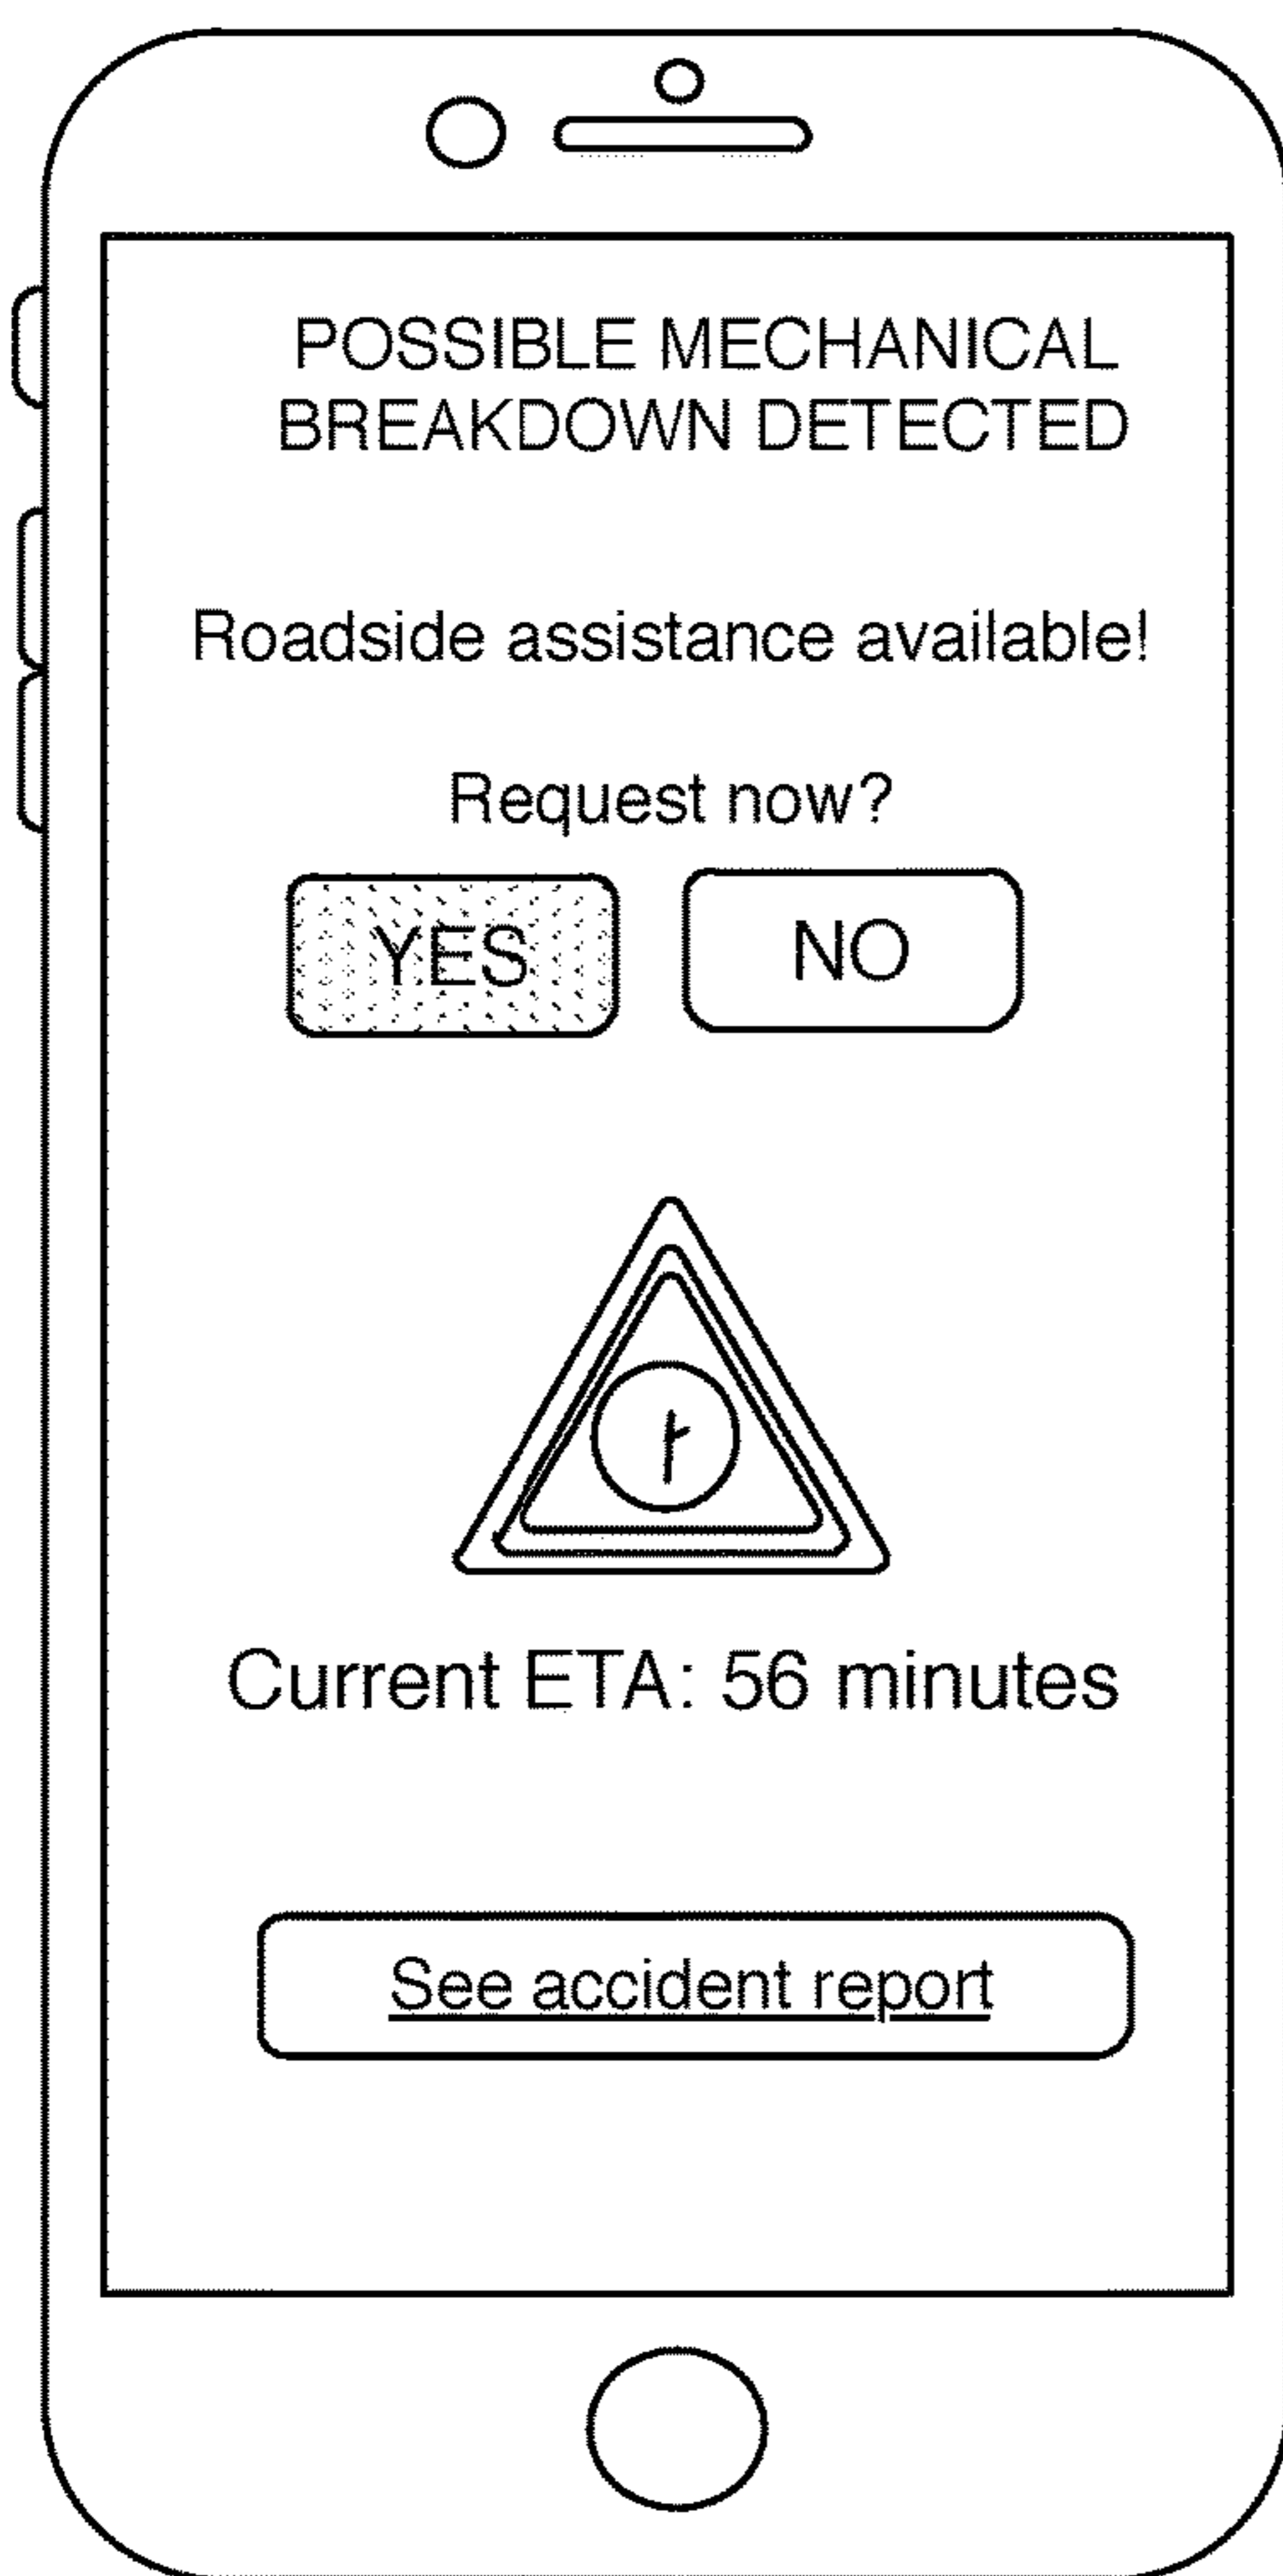 POSSIBLE MECHANICAL
BREAKDOWN DETECTED
Roadside assistance available!
Request now?
YES NO
Current ETA: 56 minutes
See accident report